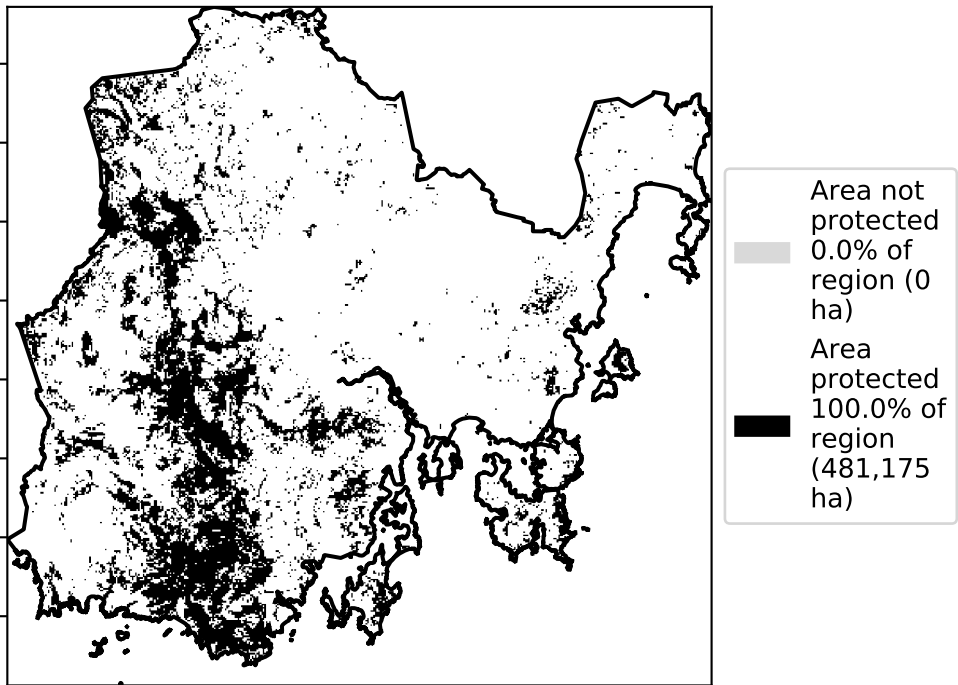 Area not
protected
0.0% of
region (0
ha)
Area
protected
100.0% of
region
(481,175
ha)